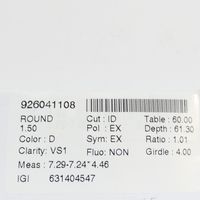 926041108
ROUND Cut : ID Table : 60.00
1.50 Pol : EX Depth : 61.30
Color : D Sym: EX Ratio : 1.01
Clarity: VS1 Fluo: NON Girdle : 4.00
Meas : 7.29-7.24*4.46
IGI 631404547